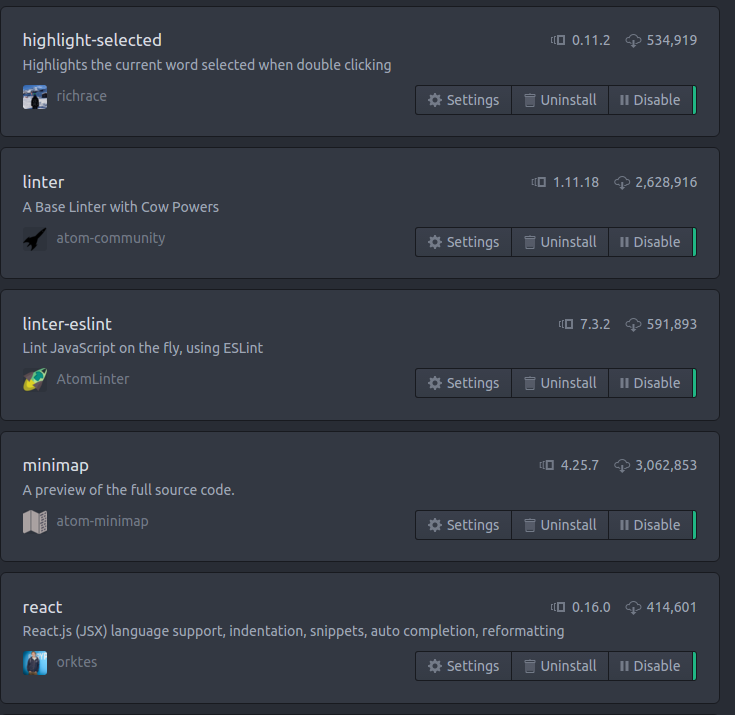 highlight-selected 0.11.2 534,919
Highlights the current word selected when double clicking
richrace Settings Uninstall Disable
linter 1.11.18 2,628,916
A Base Linter with Cow Powers
atom-community Settings Uninstall Disable
linter-eslint 7.3.2 591,893
Lint JavaScript on the fly, using ESLint
AtomLinter Settings Uninstall Disable
minimap 4.25.7 3,062,853
A preview of the full source code.
atom-minimap Settings Uninstall Disable
react 0.16.0 414,601
React.js (JSX) language support, indentation, snippets, auto completion, reformatting
orktes Settings Uninstall Disable